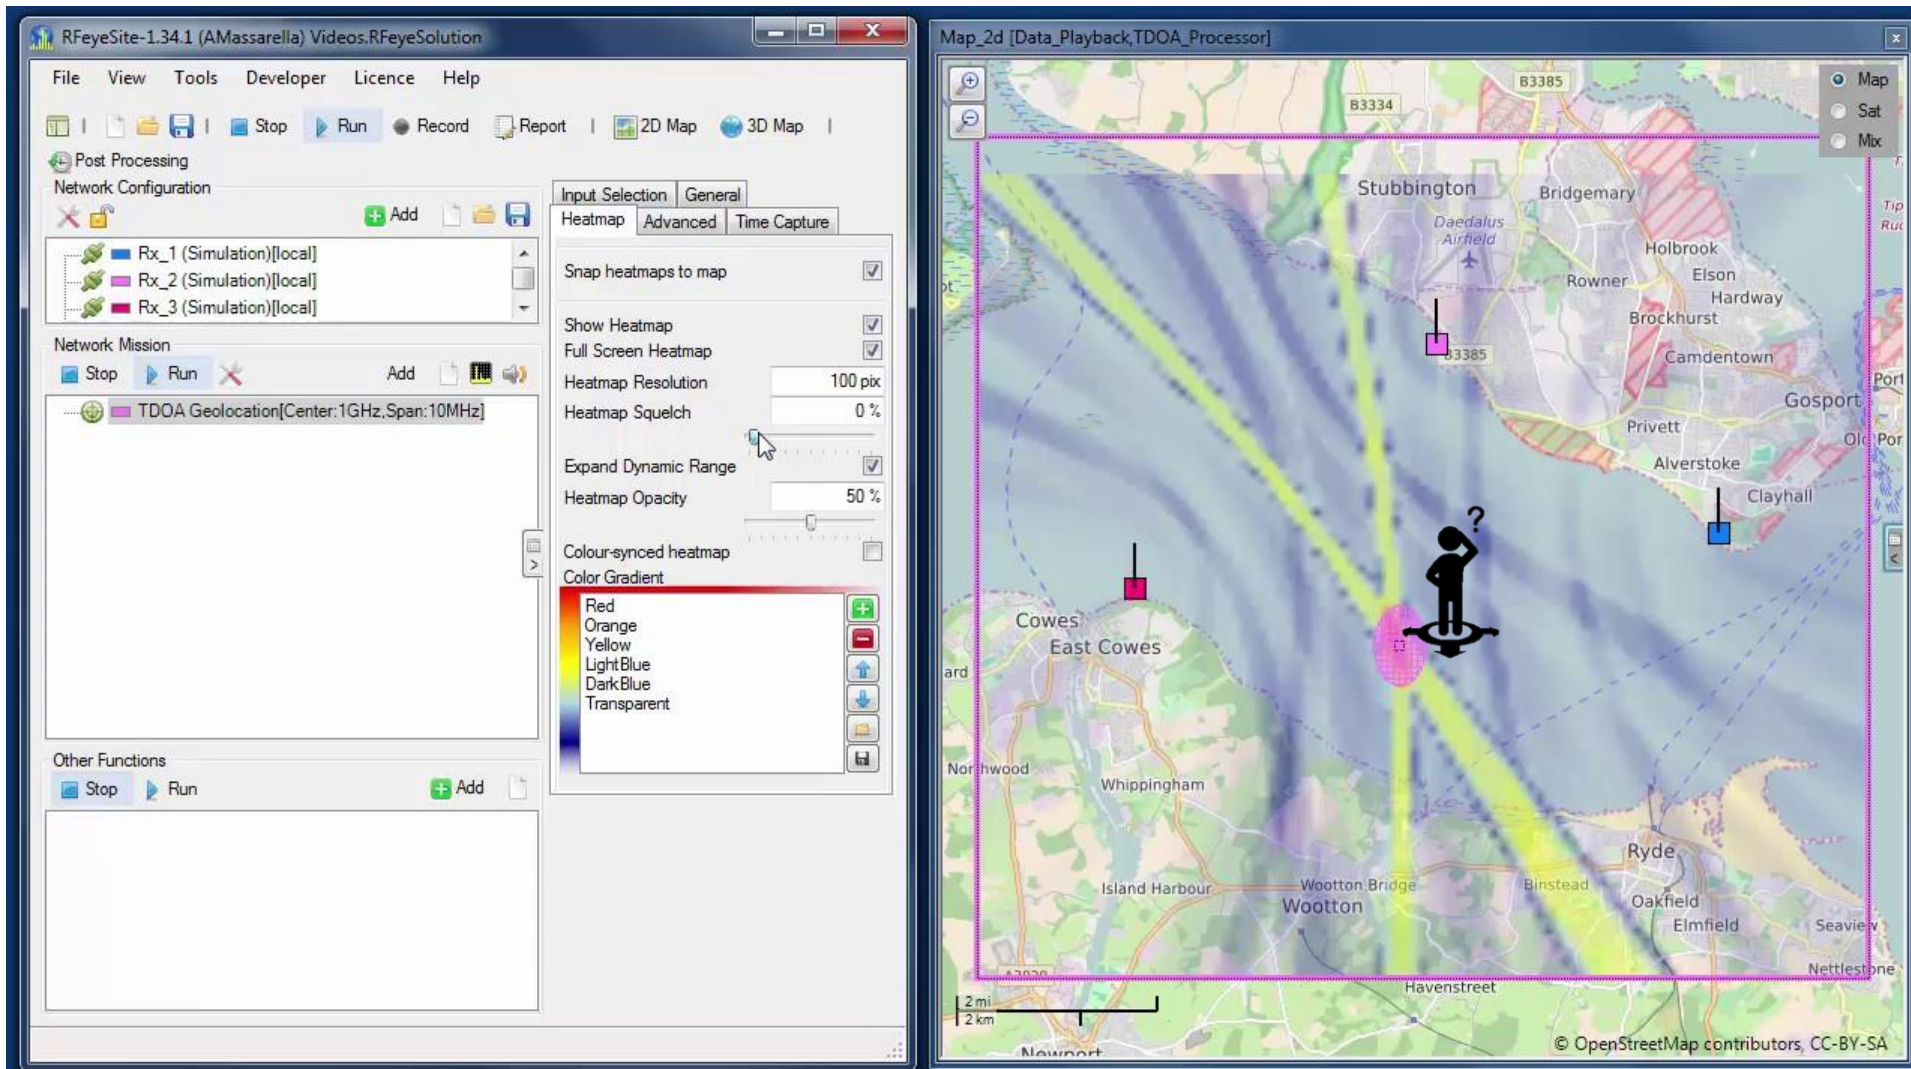 RFeyeSite-1.34.1 (AMassarella) Videos.RFeyeSolution
File View Tools Developer Licence Help
Stop Run Record Report 2D Map 3D Map
Post Processing
Network Configuration
Add
Rx_1 (Simulation)[local]
Rx_2 (Simulation)[local]
Rx_3 (Simulation)[local]
Network Mission
Stop Run Add
TDOA Geolocation[Center:1GHz,Span:10MHz]
>
Other Functions
Stop Run Add
Input Selection General
Heatmap Advanced Time Capture
Snap heatmaps to map
Show Heatmap
Full Screen Heatmap
Heatmap Resolution 100 pix
Heatmap Squelch 0 %
Expand Dynamic Range
Heatmap Opacity 50 %
Colour-synced heatmap
Color Gradient
Red
Orange
Yellow
LightBlue
DarkBlue
Transparent
Map_2d [Data_Playback,TDOA_Processor]
Map
Sat
Mix
B3385
B3334
Stubbington
Bridgemary
Daedalus
Airfield
Holbrook
Elson
Rowner
Hardway
Brockhurst
B3385
Camdentown
Gosport
Privett
Alverstoke
Clayhall
?
<
Cowes
East Cowes
Northwood
Whippingham
Ryde
Island Harbour
Wootton Bridge
Binstead
Wootton
Oakfield
Elmfield
Seaview
Nettlestone
Havenstreet
2 mi
2 km
Newport
© OpenStreetMap contributors, CC-BY-SA